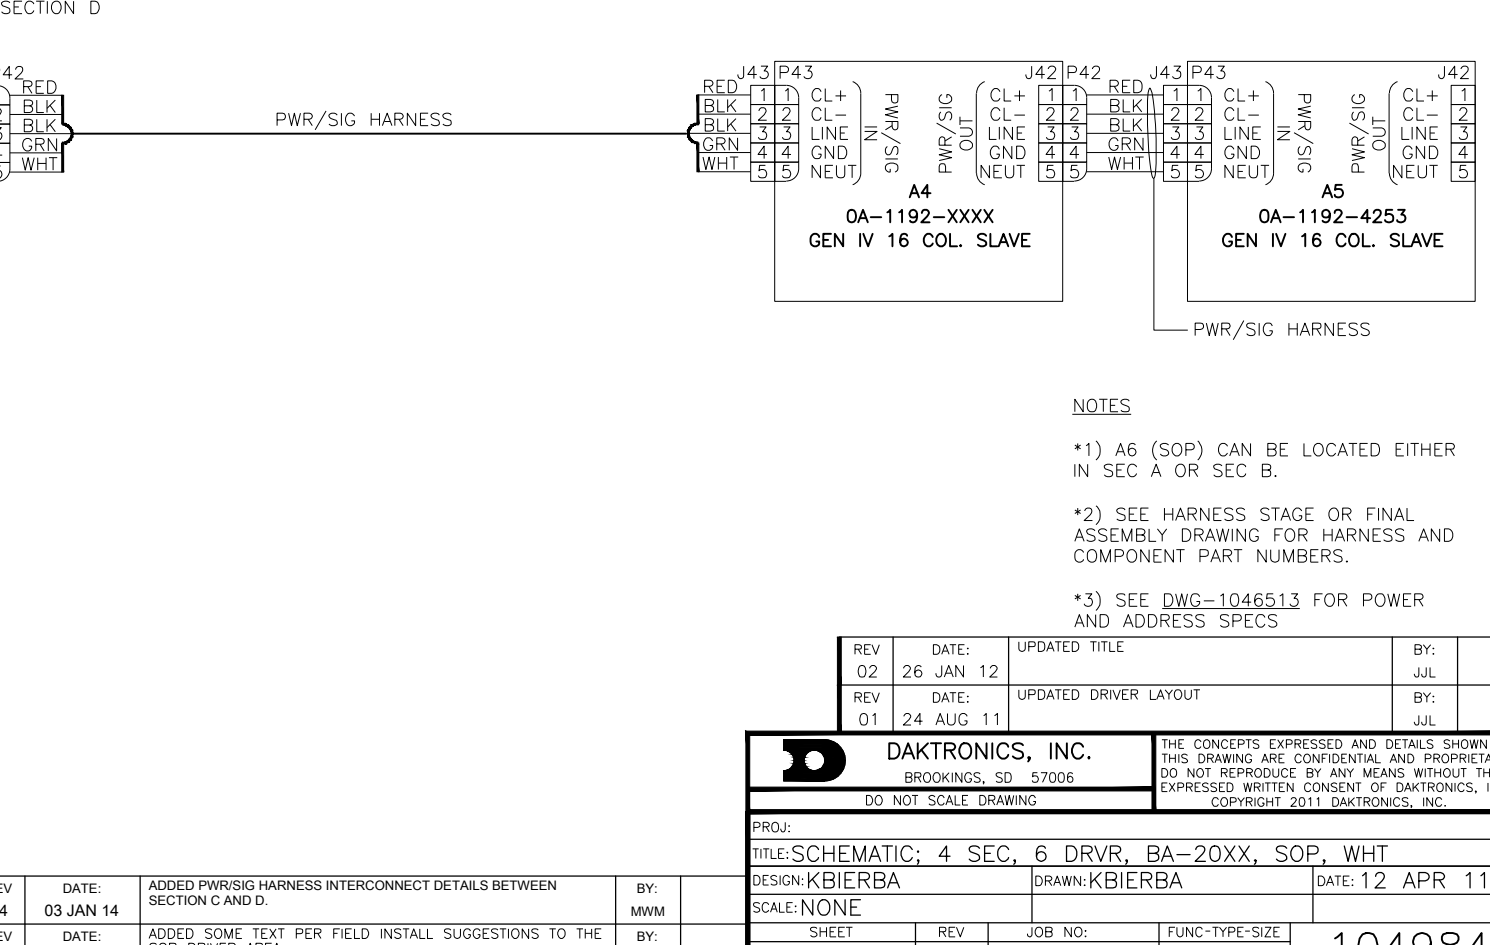 SECTION D
42
RED
BLK
BLK
GRN
WHT
PWR/SIG HARNESS
RED
BLK
BLK
GRN
WHT
J43 P43
1 1 CL+
2 2 CL-
3 3 LINE
4 4 GND
5 5 NEUT
PWR/SIG
IN
PWR/SIG
OUT
J42 P42
CL+ 1 1
CL- 2 2
LINE 3 3
GND 4 4
NEUT 5 5
A4
0A-1192-XXXX
GEN IV 16 COL. SLAVE
RED
BLK
BLK
GRN
WHT
J43 P43
1 1 CL+
2 2 CL-
3 3 LINE
4 4 GND
5 5 NEUT
PWR/SIG
IN
PWR/SIG
OUT
J42
CL+ 1
CL- 2
LINE 3
GND 4
NEUT 5
A5
0A-1192-4253
GEN IV 16 COL. SLAVE
PWR/SIG HARNESS
NOTES
*1) A6 (SOP) CAN BE LOCATED EITHER
IN SEC A OR SEC B.
*2) SEE HARNESS STAGE OR FINAL
ASSEMBLY DRAWING FOR HARNESS AND
COMPONENT PART NUMBERS.
*3) SEE DWG-1046513 FOR POWER
AND ADDRESS SPECS
REV DATE: UPDATED TITLE BY:
02 26 JAN 12 JJL
REV DATE: UPDATED DRIVER LAYOUT BY:
01 24 AUG 11 JJL
DAKTRONICS, INC.
BROOKINGS, SD 57006
DO NOT SCALE DRAWING
THE CONCEPTS EXPRESSED AND DETAILS SHOWN
THIS DRAWING ARE CONFIDENTIAL AND PROPRIETA
DO NOT REPRODUCE BY ANY MEANS WITHOUT TH
EXPRESSED WRITTEN CONSENT OF DAKTRONICS, I
COPYRIGHT 2011 DAKTRONICS, INC.
PROJ:
TITLE: SCHEMATIC; 4 SEC, 6 DRVR, BA-20XX, SOP, WHT
DESIGN: KBIERBA DRAWN: KBIERBA DATE: 12 APR 11
SCALE: NONE
SHEET REV JOB NO: FUNC-TYPE-SIZE
104984
EV DATE: ADDED PWR/SIG HARNESS INTERCONNECT DETAILS BETWEEN BY:
4 03 JAN 14 SECTION C AND D. MWM
EV DATE: ADDED SOME TEXT PER FIELD INSTALL SUGGESTIONS TO THE BY:
SOP DRIVER AREA